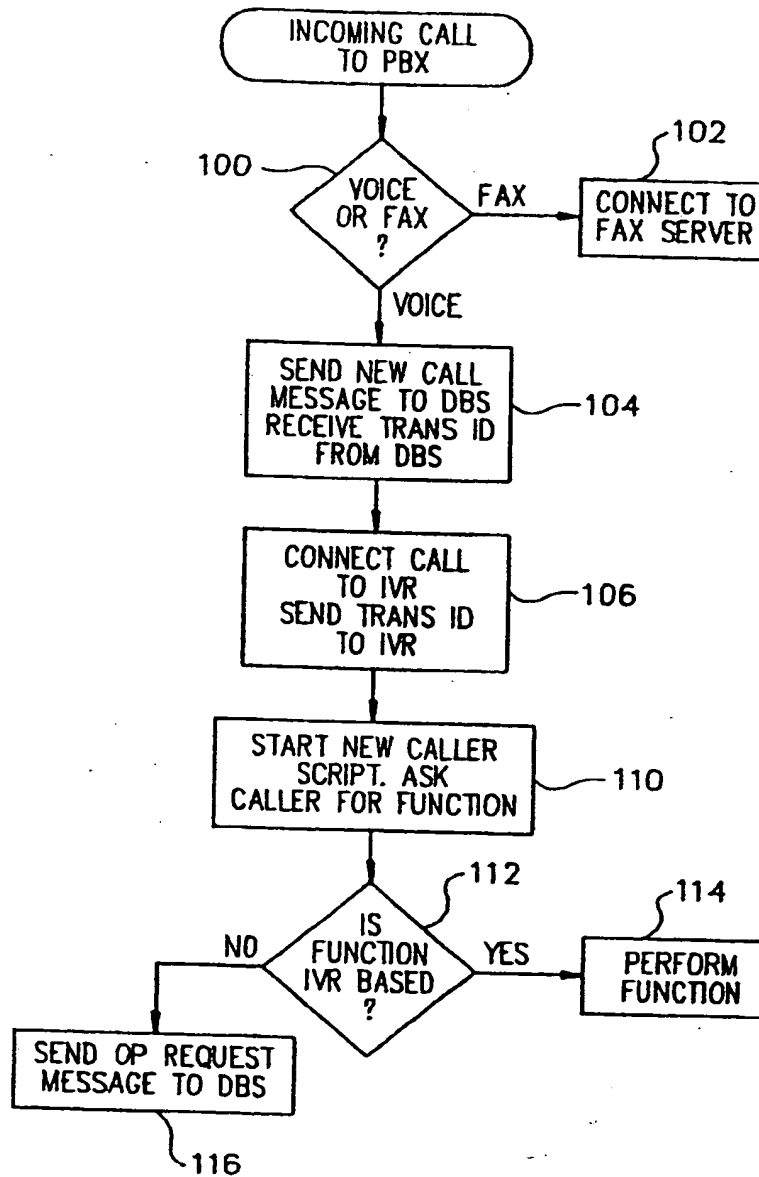 INCOMING CALL
TO PBX
100
VOICE
OR FAX
?
FAX
102
CONNECT TO
FAX SERVER
VOICE
SEND NEW CALL
MESSAGE TO DBS
RECEIVE TRANS ID
FROM DBS
104
CONNECT CALL
TO IVR
SEND TRANS ID
TO IVR
106
START NEW CALLER
SCRIPT. ASK
CALLER FOR FUNCTION
110
112
IS
FUNCTION
IVR BASED
?
NO
YES
114
PERFORM
FUNCTION
SEND OP REQUEST
MESSAGE TO DBS
116